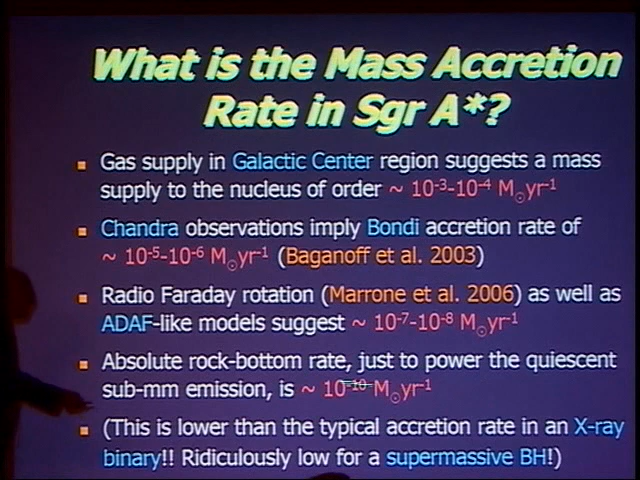 What is the Mass Accretion
Rate in Sgr A*?
▪ Gas supply in Galactic Center region suggests a mass
supply to the nucleus of order ~ 10⁻³-10⁻⁴ M☉yr⁻¹
▪ Chandra observations imply Bondi accretion rate of
~ 10⁻⁵-10⁻⁶ M☉yr⁻¹ (Baganoff et al. 2003)
▪ Radio Faraday rotation (Marrone et al. 2006) as well as
ADAF-like models suggest ~ 10⁻⁷-10⁻⁸ M☉yr⁻¹
▪ Absolute rock-bottom rate, just to power the quiescent
sub-mm emission, is ~ 10⁻¹⁰ M☉yr⁻¹
▪ (This is lower than the typical accretion rate in an X-ray
binary!! Ridiculously low for a supermassive BH!)